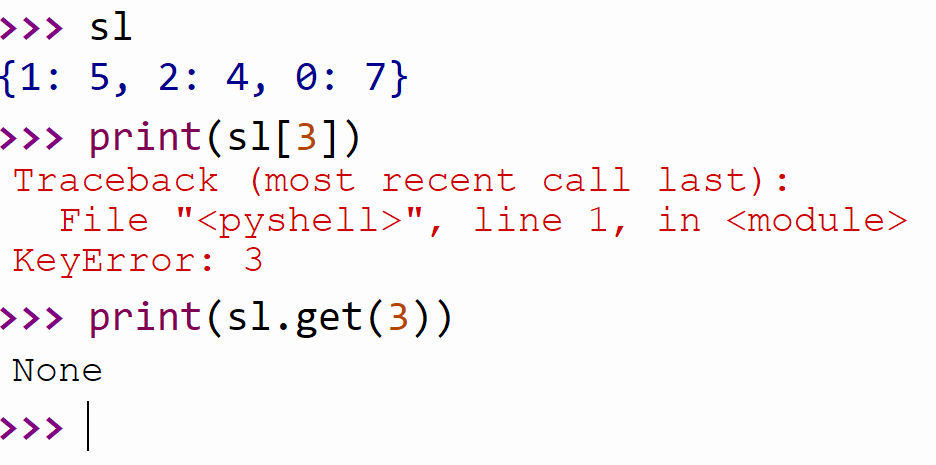 >>> sl
{1: 5, 2: 4, 0: 7}
>>> print(sl[3])
Traceback (most recent call last):
  File "<pyshell>", line 1, in <module>
KeyError: 3
>>> print(sl.get(3))
None
>>>